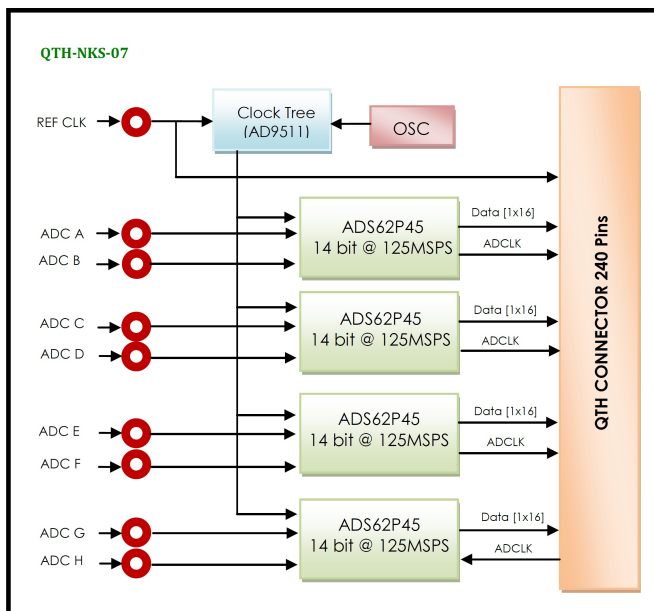 QTH-NKS-07
REF CLK
Clock Tree
(AD9511)
OSC
ADC A
ADC B
ADS62P45
14 bit @ 125MSPS
Data [1x16]
ADCLK
ADC C
ADC D
ADS62P45
14 bit @ 125MSPS
Data [1x16]
ADCLK
ADC E
ADC F
ADS62P45
14 bit @ 125MSPS
Data [1x16]
ADCLK
ADC G
ADC H
ADS62P45
14 bit @ 125MSPS
Data [1x16]
ADCLK
QTH CONNECTOR 240 Pins